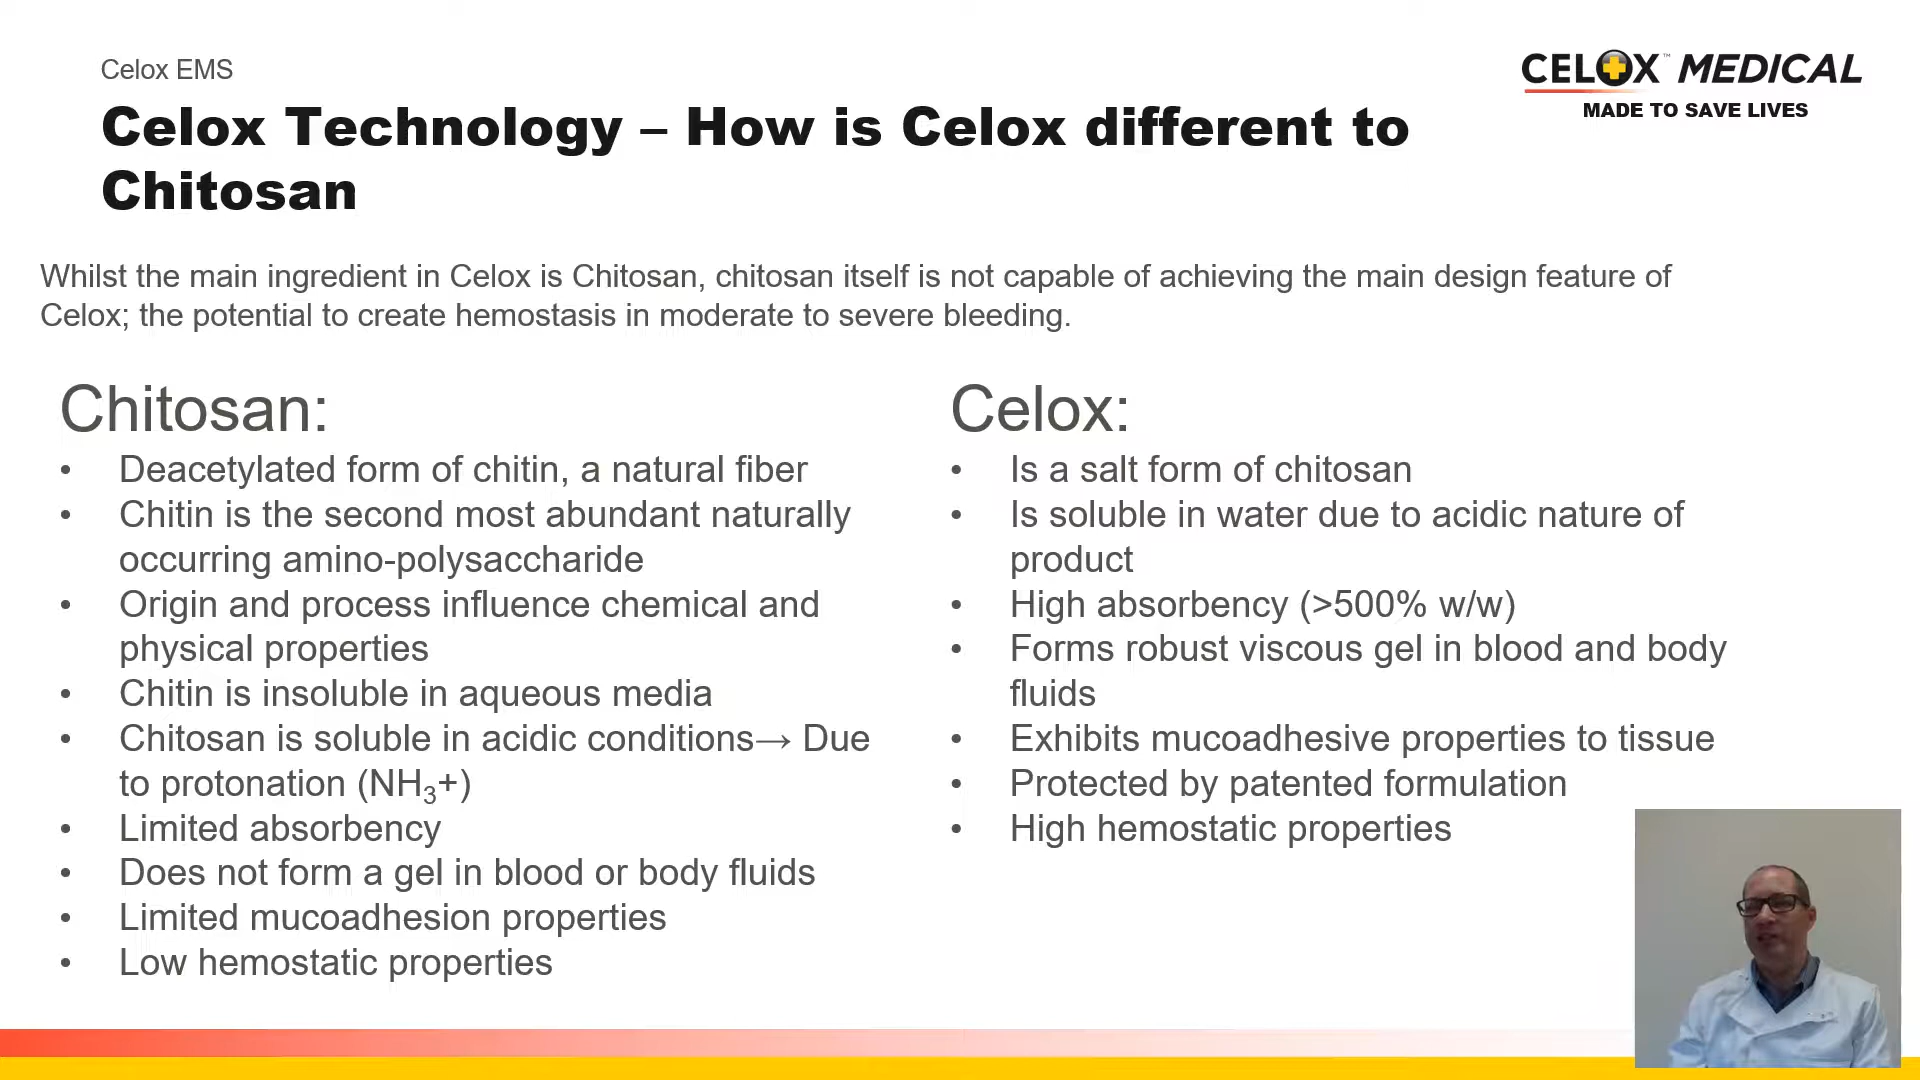 Celox EMS
CELOX™ MEDICAL
MADE TO SAVE LIVES
Celox Technology – How is Celox different to
Chitosan
Whilst the main ingredient in Celox is Chitosan, chitosan itself is not capable of achieving the main design feature of
Celox; the potential to create hemostasis in moderate to severe bleeding.
Chitosan:
• Deacetylated form of chitin, a natural fiber
• Chitin is the second most abundant naturally
occurring amino-polysaccharide
• Origin and process influence chemical and
physical properties
• Chitin is insoluble in aqueous media
• Chitosan is soluble in acidic conditions→ Due
to protonation (NH₃+)
• Limited absorbency
• Does not form a gel in blood or body fluids
• Limited mucoadhesion properties
• Low hemostatic properties
Celox:
• Is a salt form of chitosan
• Is soluble in water due to acidic nature of
product
• High absorbency (>500% w/w)
• Forms robust viscous gel in blood and body
fluids
• Exhibits mucoadhesive properties to tissue
• Protected by patented formulation
• High hemostatic properties